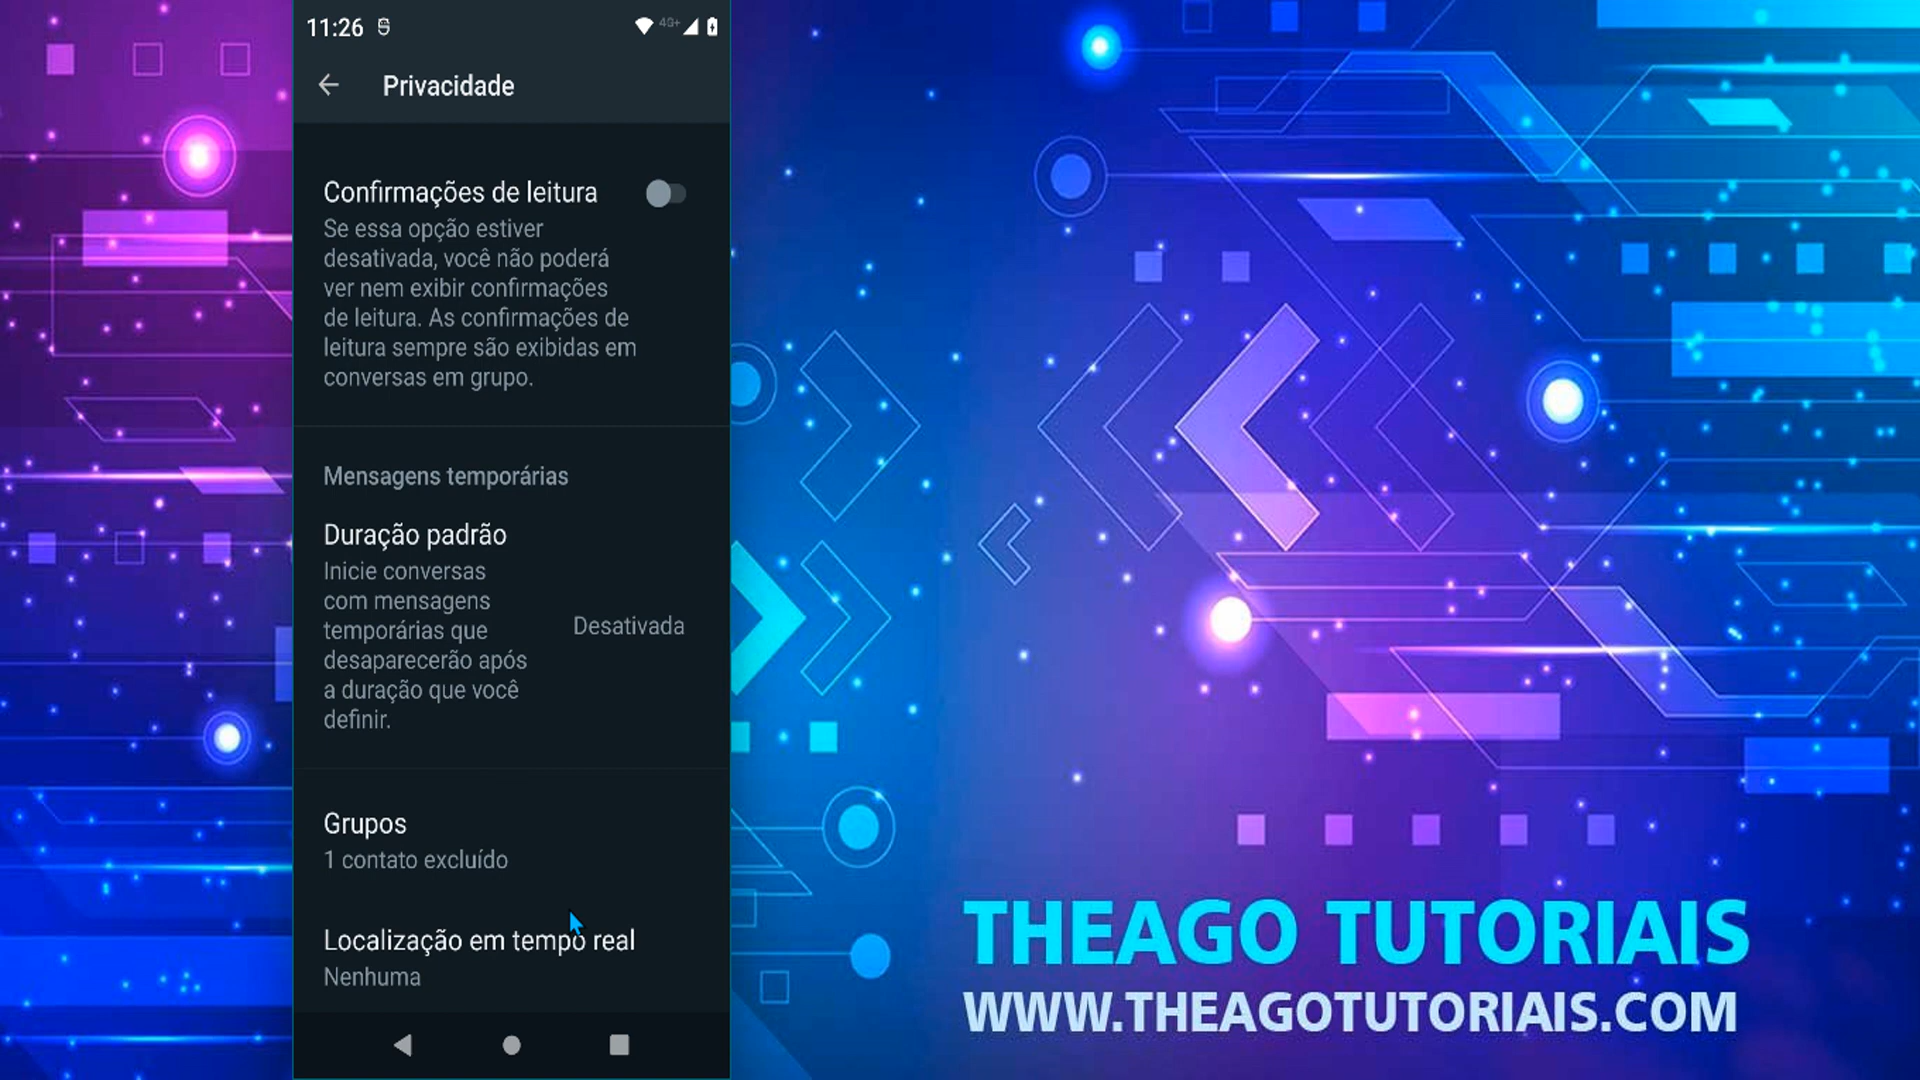 11:26
4G+
Privacidade
Confirmações de leitura
Se essa opção estiver
desativada, você não poderá
ver nem exibir confirmações
de leitura. As confirmações de
leitura sempre são exibidas em
conversas em grupo.
Mensagens temporárias
Duração padrão
Inicie conversas
com mensagens
temporárias que
desaparecerão após
a duração que você
definir.
Desativada
Grupos
1 contato excluído
Localização em tempo real
Nenhuma
THEAGO TUTORIAIS
WWW.THEAGOTUTORIAIS.COM